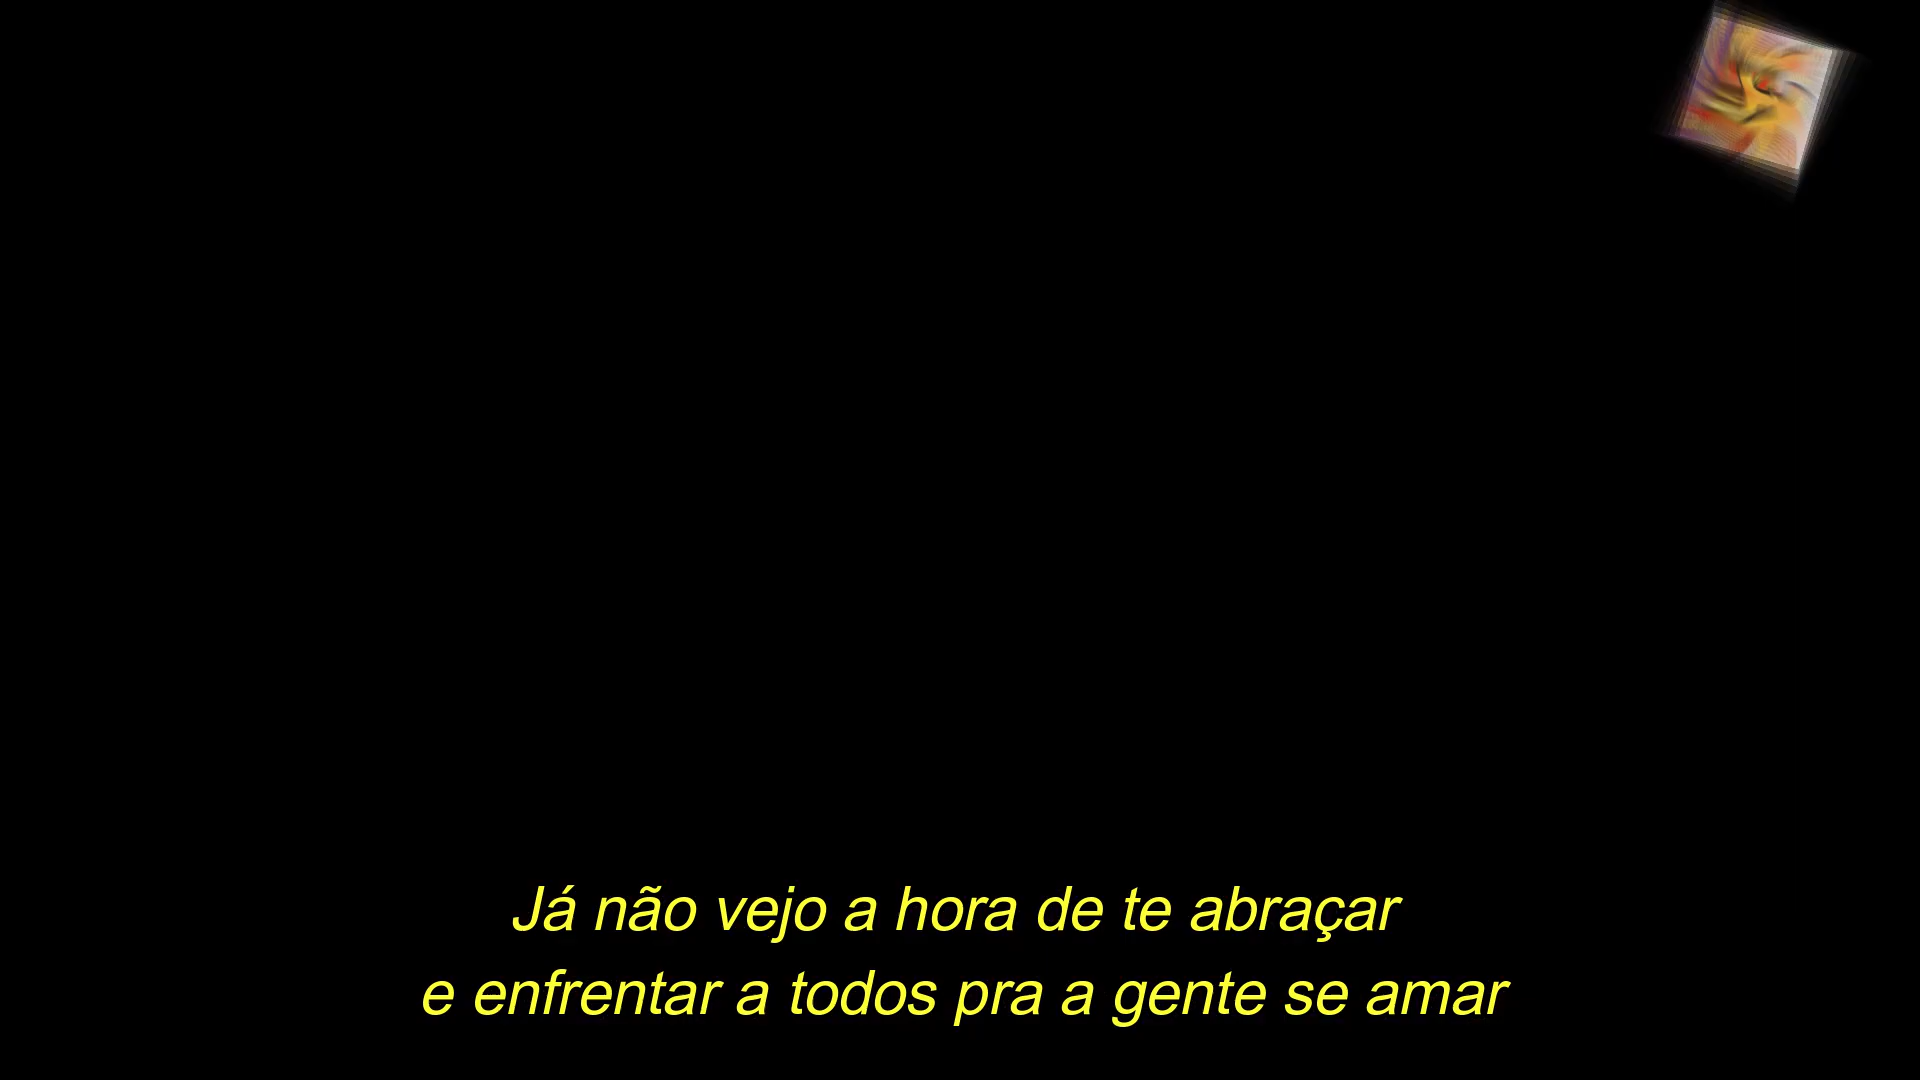 Já não vejo a hora de te abraçar
e enfrentar a todos pra a gente se amar